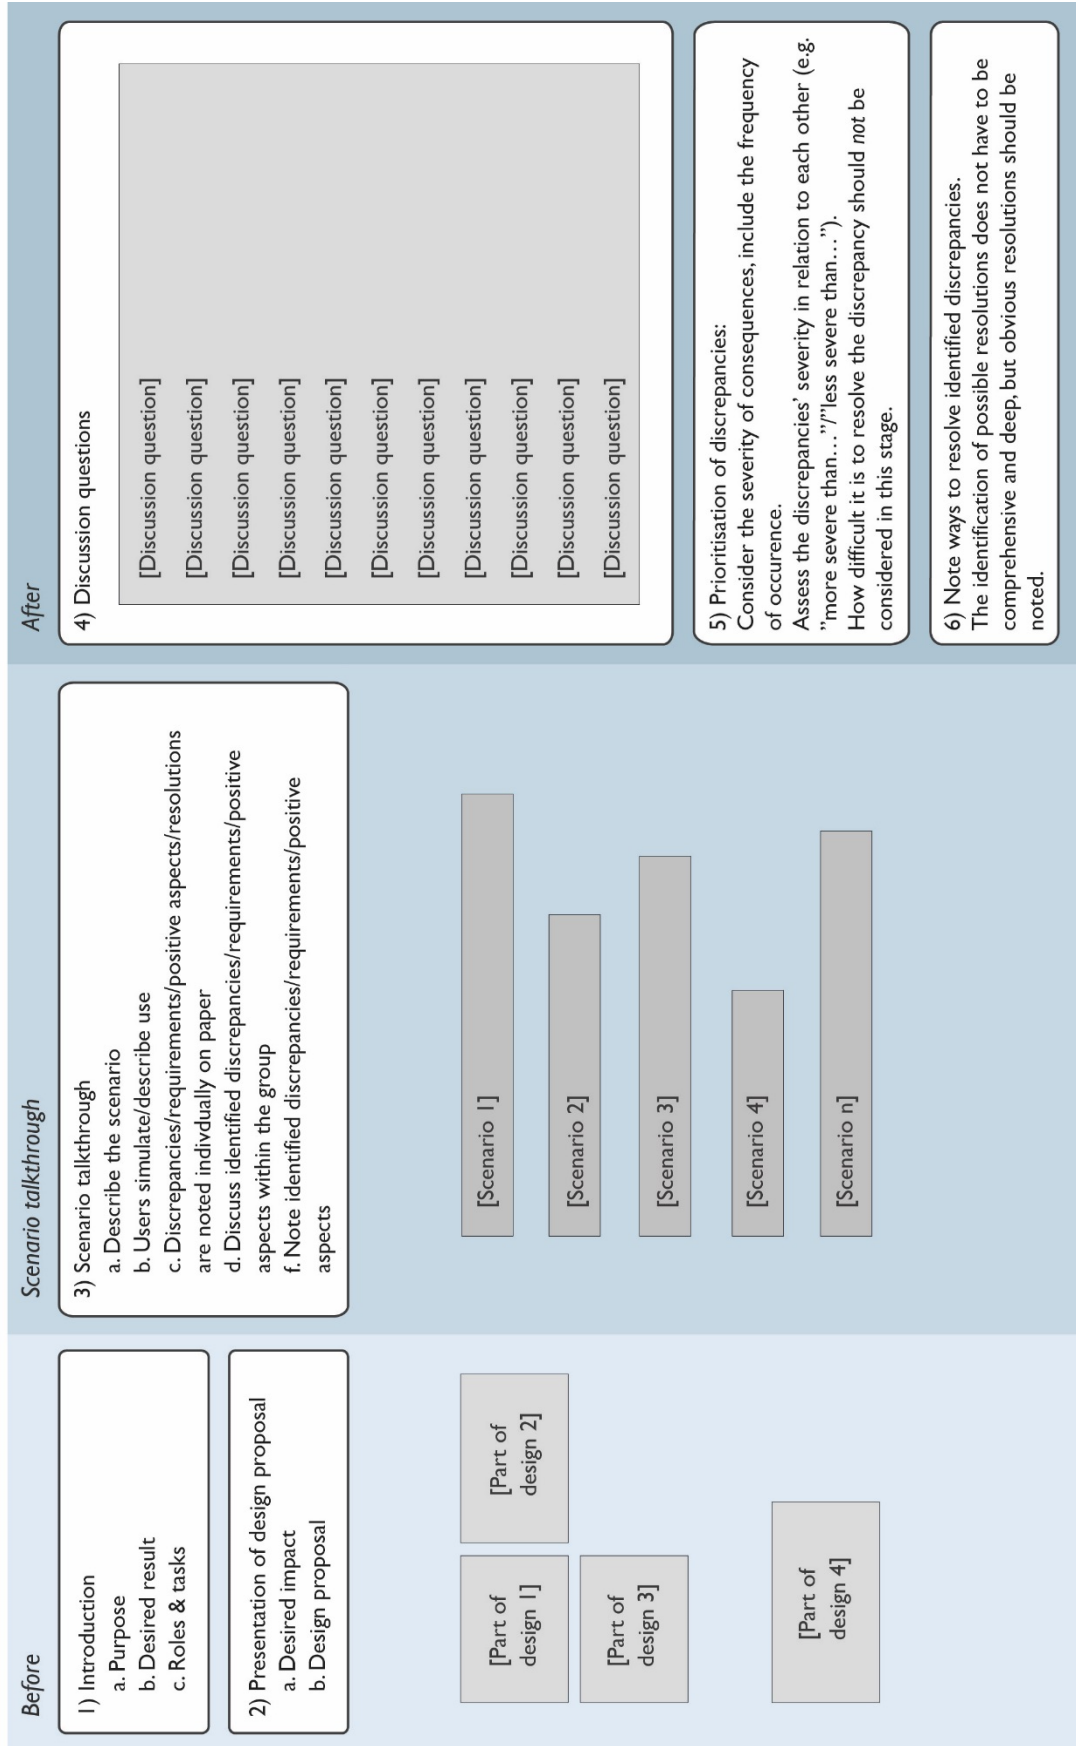 Before
1) Introduction
a. Purpose
b. Desired result
c. Roles & tasks
2) Presentation of design proposal
a. Desired impact
b. Design proposal
[Part of
design 1]
[Part of
design 2]
[Part of
design 3]
[Part of
design 4]
Scenario talkthrough
3) Scenario talkthrough
a. Describe the scenario
b. Users simulate/describe use
c. Discrepancies/requirements/positive aspects/resolutions
are noted indivdually on paper
d. Discuss identified discrepancies/requirements/positive
aspects within the group
f. Note identified discrepancies/requirements/positive
aspects
[Scenario 1]
[Scenario 2]
[Scenario 3]
[Scenario 4]
[Scenario n]
After
4) Discussion questions
[Discussion question]
[Discussion question]
[Discussion question]
[Discussion question]
[Discussion question]
[Discussion question]
[Discussion question]
[Discussion question]
[Discussion question]
[Discussion question]
[Discussion question]
5) Prioritisation of discrepancies:
Consider the severity of consequences, include the frequency
of occurence.
Assess the discrepancies’ severity in relation to each other (e.g.
”more severe than…”/”less severe than…”).
How difficult it is to resolve the discrepancy should not be
considered in this stage.
6) Note ways to resolve identified discrepancies.
The identification of possible resolutions does not have to be
comprehensive and deep, but obvious resolutions should be
noted.